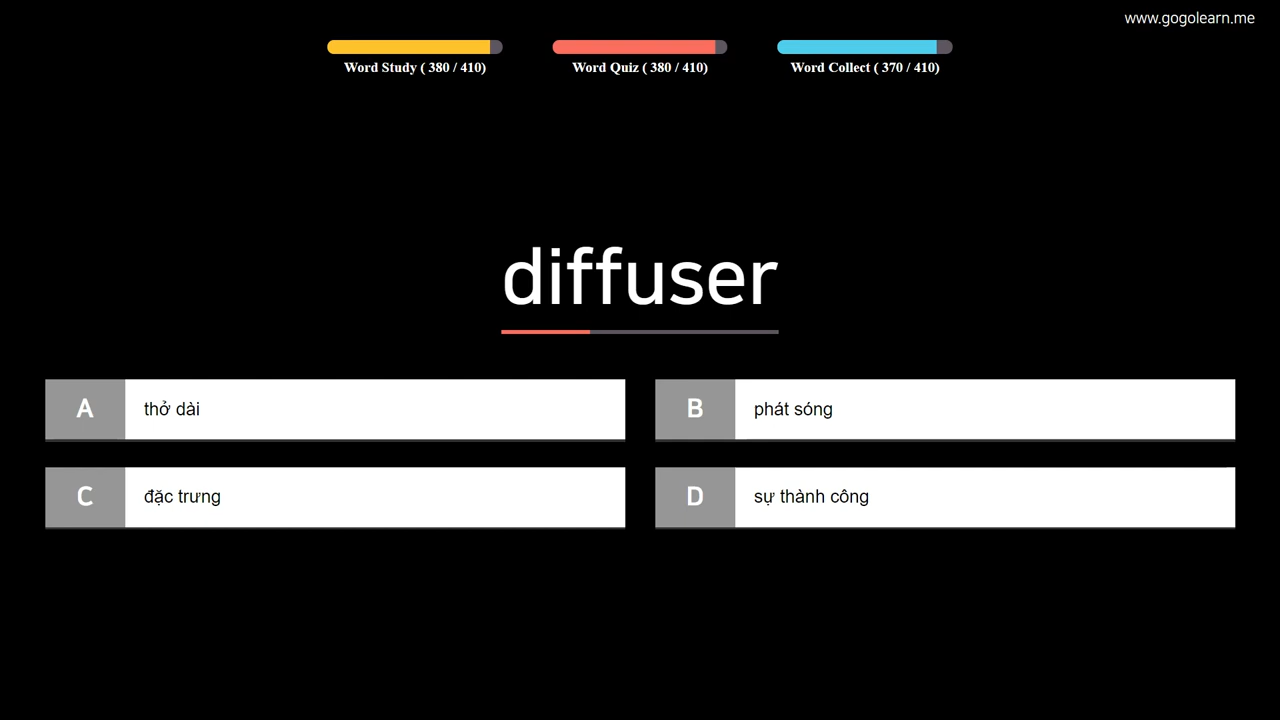 www.gogolearn.me
Word Study ( 380 / 410)
Word Quiz ( 380 / 410)
Word Collect ( 370 / 410)
diffuser
A thở dài
B phát sóng
C đặc trưng
D sự thành công